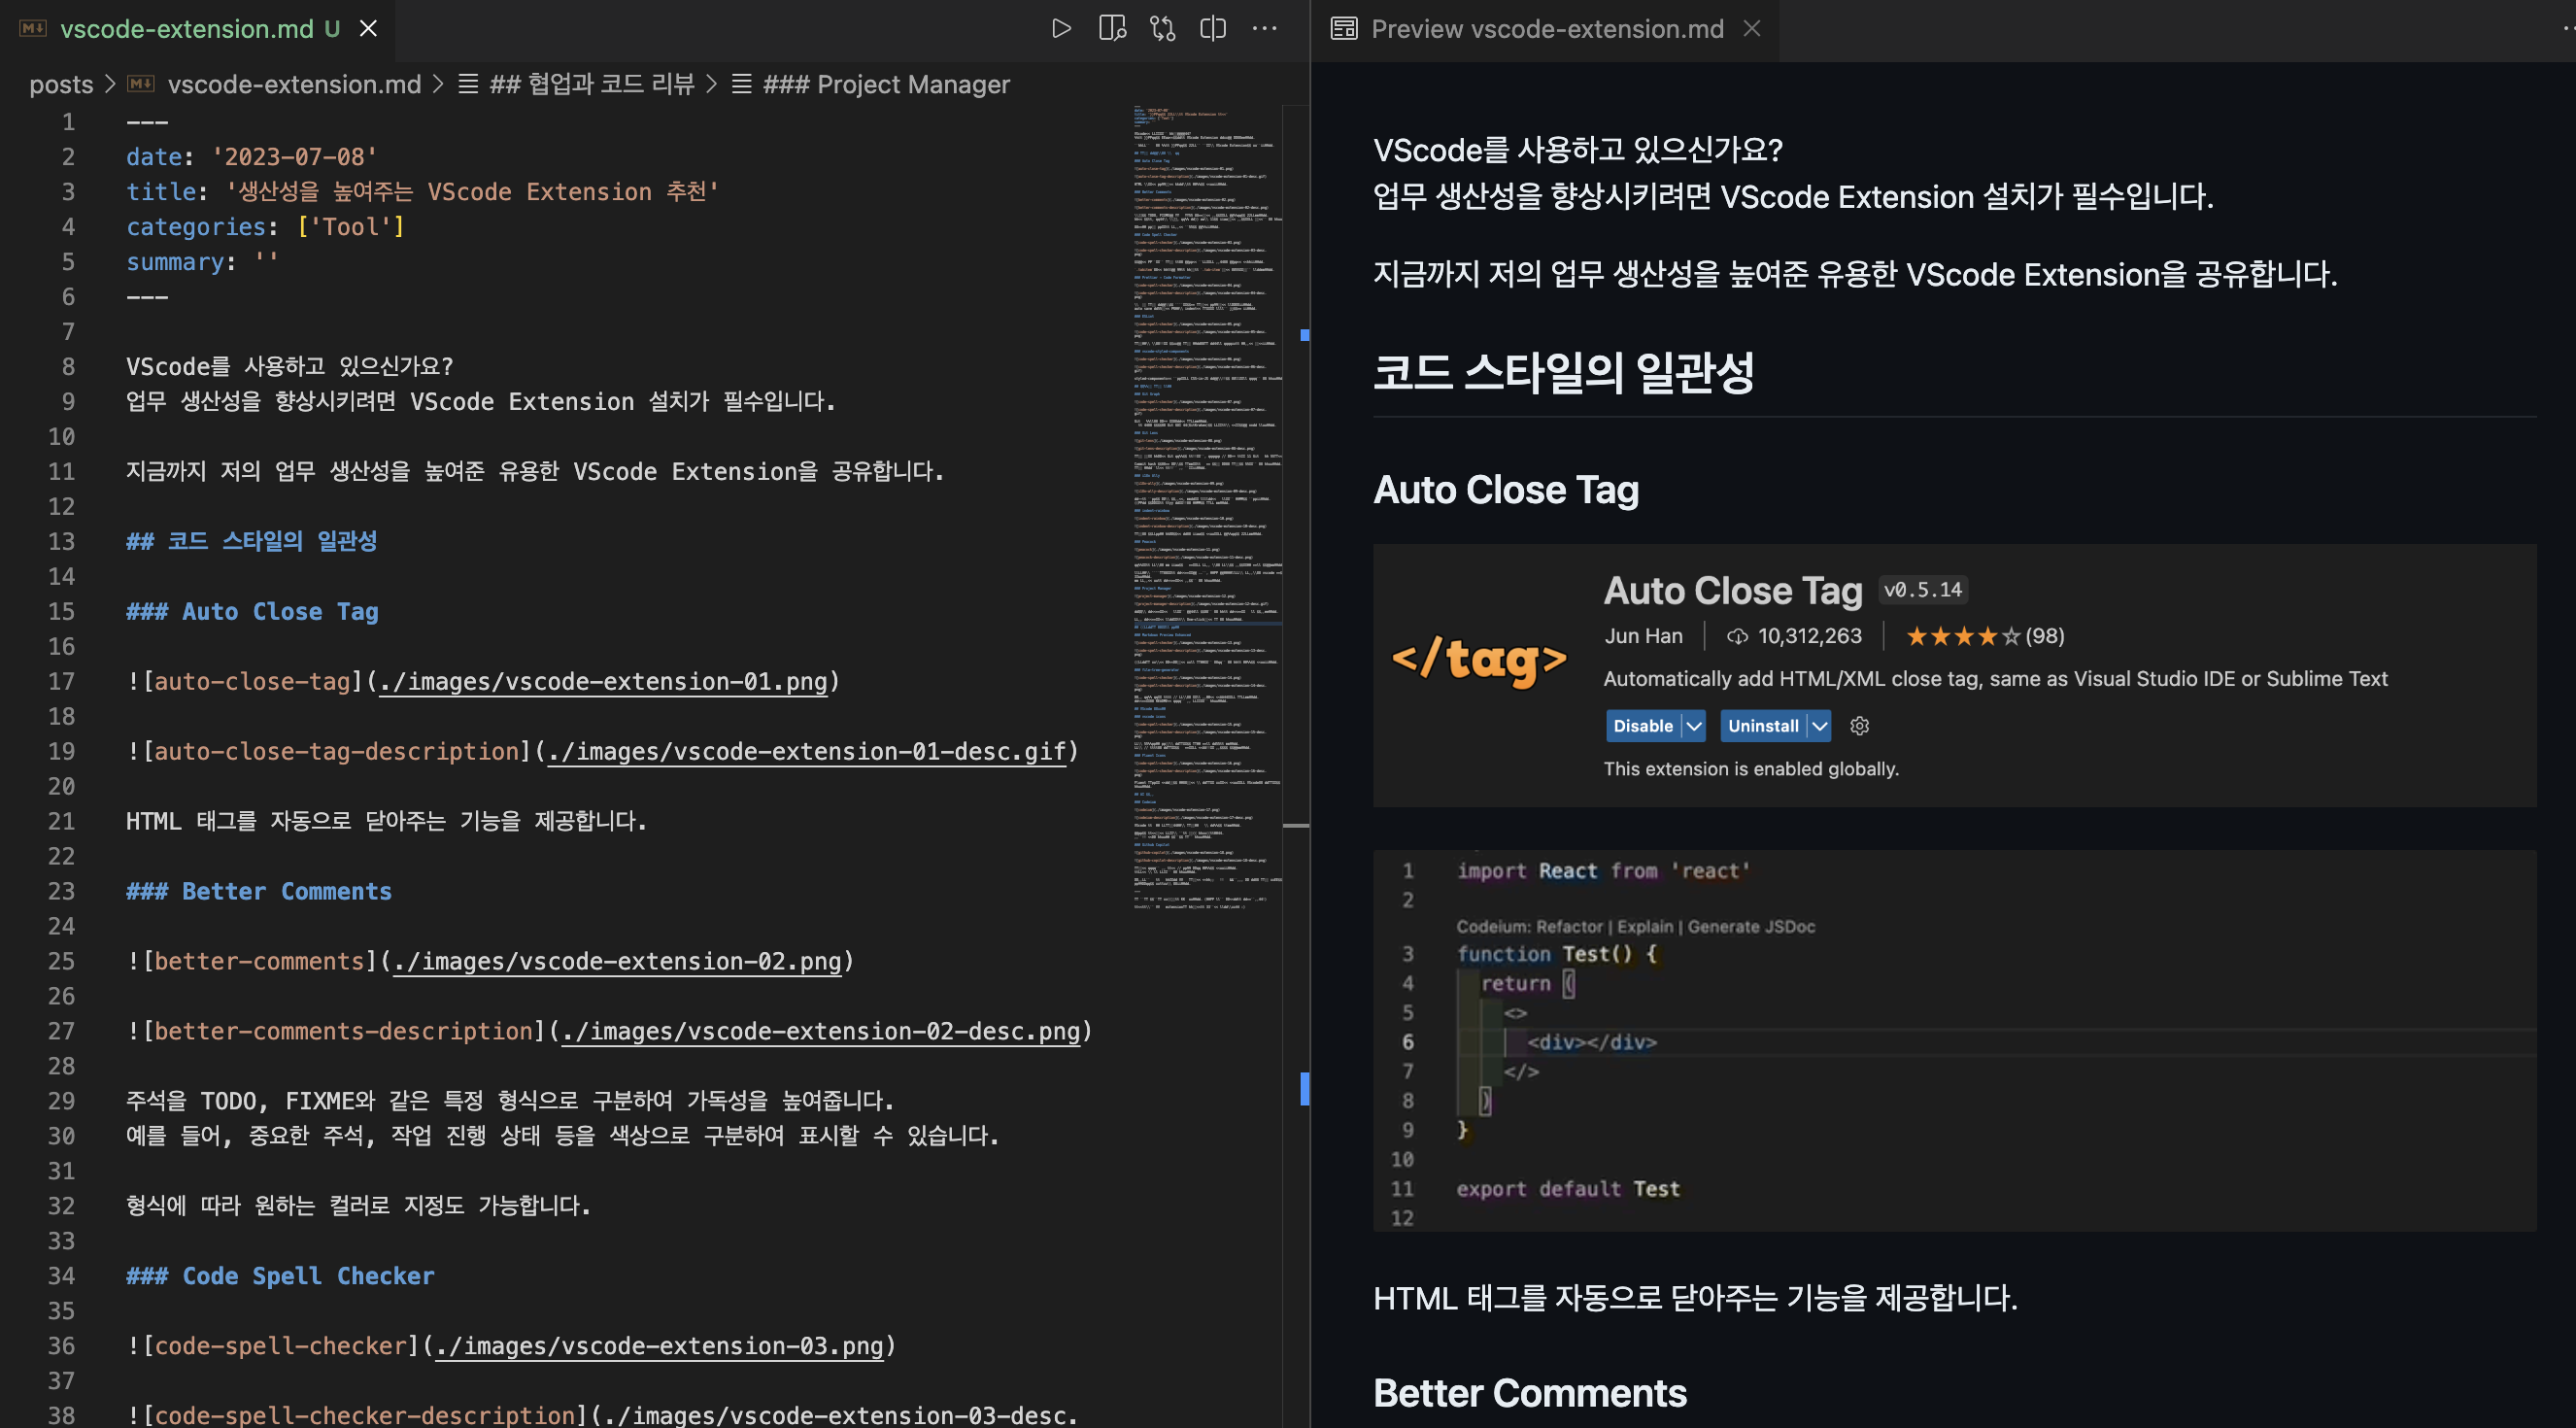 vscode-extension.md U
posts > vscode-extension.md > ## 협업과 코드 리뷰 > ### Project Manager
1 ---
2 date: '2023-07-08'
3 title: '생산성을 높여주는 VScode Extension 추천'
4 categories: ['Tool']
5 summary: ''
6 ---
7
8 VScode를 사용하고 있으신가요?
9 업무 생산성을 향상시키려면 VScode Extension 설치가 필수입니다.
10
11 지금까지 저의 업무 생산성을 높여준 유용한 VScode Extension을 공유합니다.
12
13 ## 코드 스타일의 일관성
14
15 ### Auto Close Tag
16
17 ![auto-close-tag](./images/vscode-extension-01.png)
18
19 ![auto-close-tag-description](./images/vscode-extension-01-desc.gif)
20
21 HTML 태그를 자동으로 닫아주는 기능을 제공합니다.
22
23 ### Better Comments
24
25 ![better-comments](./images/vscode-extension-02.png)
26
27 ![better-comments-description](./images/vscode-extension-02-desc.png)
28
29 주석을 TODO, FIXME와 같은 특정 형식으로 구분하여 가독성을 높여줍니다.
30 예를 들어, 중요한 주석, 작업 진행 상태 등을 색상으로 구분하여 표시할 수 있습니다.
31
32 형식에 따라 원하는 컬러로 지정도 가능합니다.
33
34 ### Code Spell Checker
35
36 ![code-spell-checker](./images/vscode-extension-03.png)
37
38 ![code-spell-checker-description](./images/vscode-extension-03-desc.
Preview vscode-extension.md
VScode를 사용하고 있으신가요?
업무 생산성을 향상시키려면 VScode Extension 설치가 필수입니다.
지금까지 저의 업무 생산성을 높여준 유용한 VScode Extension을 공유합니다.
코드 스타일의 일관성
Auto Close Tag
</tag>
Auto Close Tag v0.5.14
Jun Han | 10,312,263 | ★★★★☆(98)
Automatically add HTML/XML close tag, same as Visual Studio IDE or Sublime Text
Disable Uninstall
This extension is enabled globally.
1 import React from 'react'
2
Codeium: Refactor | Explain | Generate JSDoc
3 function Test() {
4 return (
5 <>
6 <div></div>
7 </>
8 )
9 }
10
11 export default Test
12
HTML 태그를 자동으로 닫아주는 기능을 제공합니다.
Better Comments